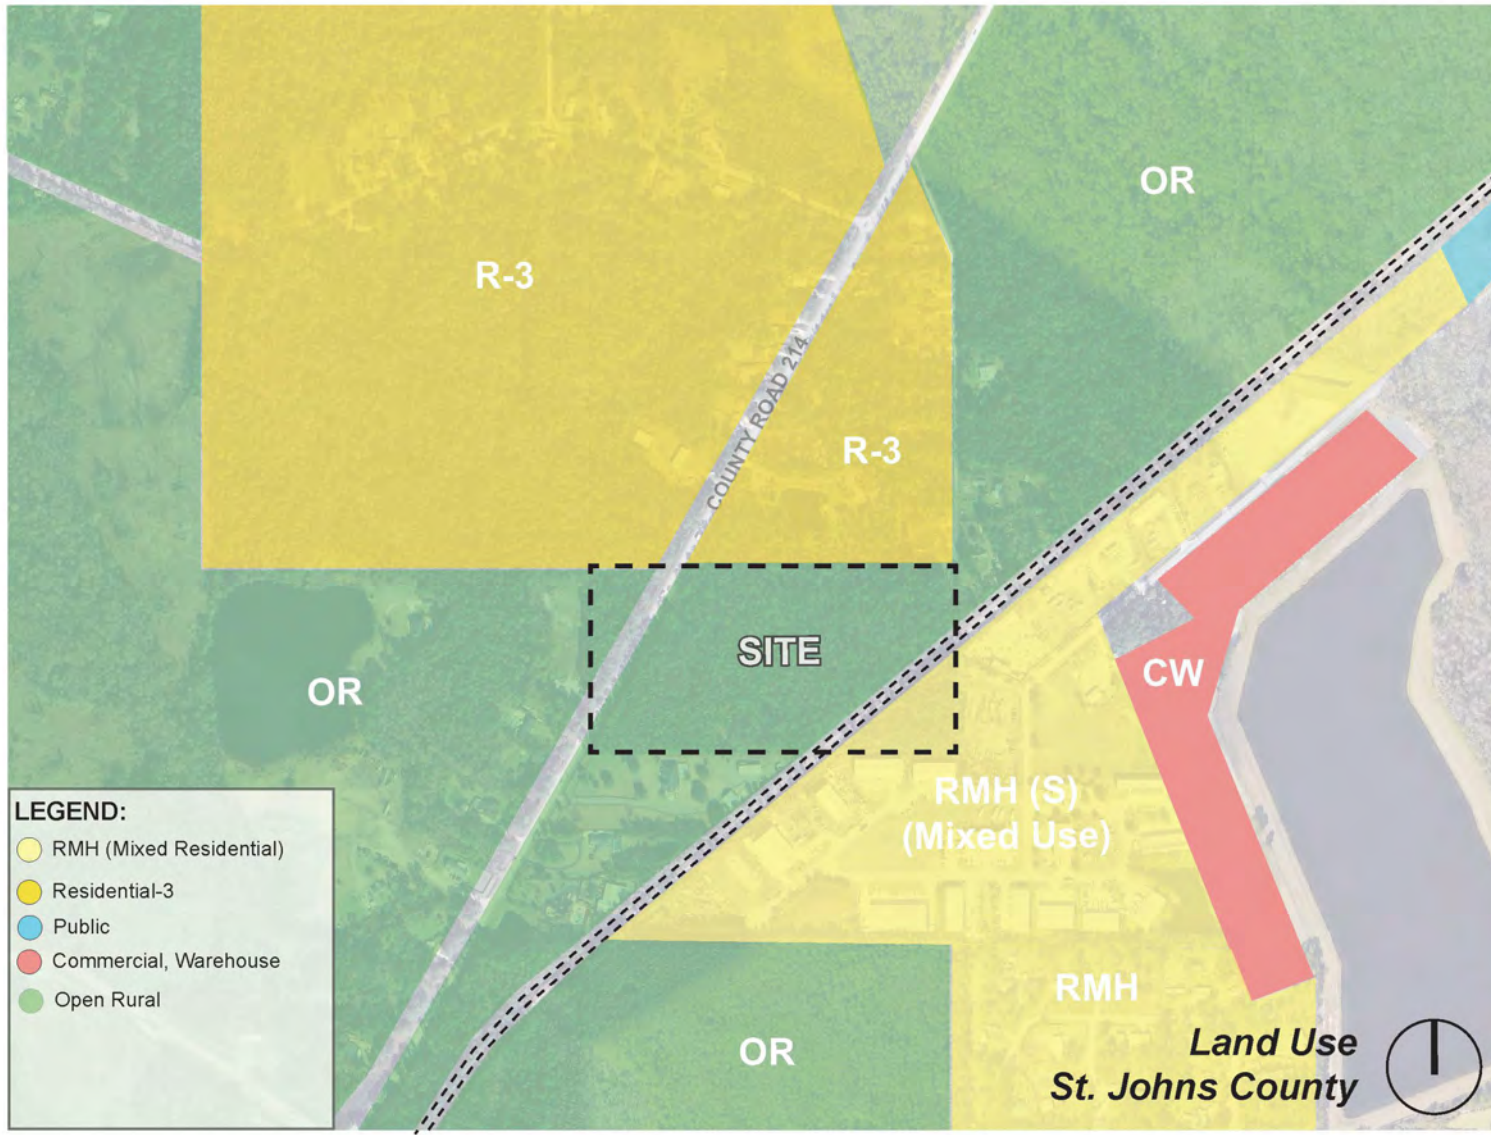 OR
R-3
COUNTY ROAD 214
R-3
SITE
OR
CW
RMH (S)
(Mixed Use)
LEGEND:
RMH (Mixed Residential)
Residential-3
Public
Commercial, Warehouse
Open Rural
RMH
OR
Land Use
St. Johns County